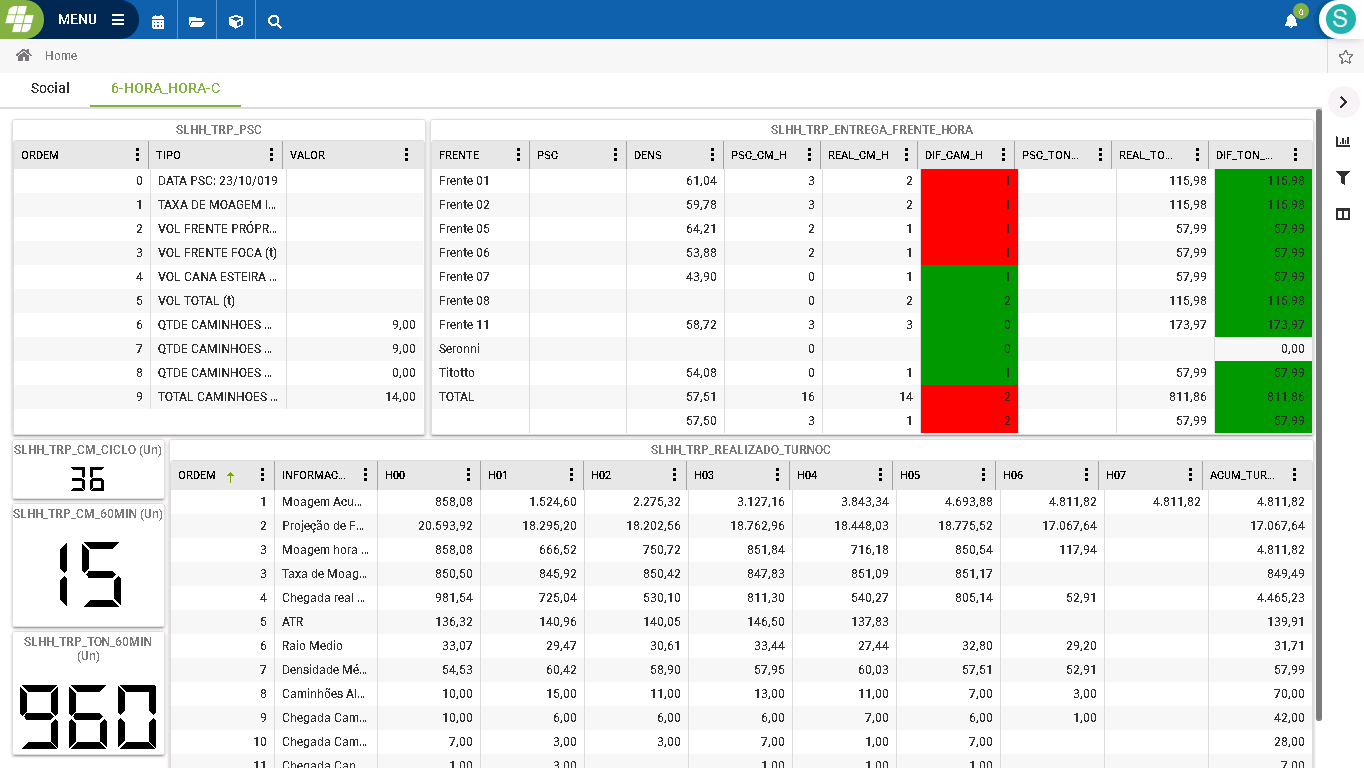 MENU
0
S
Home
Social 6-HORA_HORA-C
SLHH_TRP_PSC
ORDEM TIPO VALOR
0 DATA PSC: 23/10/019
1 TAXA DE MOAGEM I...
2 VOL FRENTE PRÓPR...
3 VOL FRENTE FOCA (t)
4 VOL CANA ESTEIRA ...
5 VOL TOTAL (t)
6 QTDE CAMINHOES ... 9,00
7 QTDE CAMINHOES ... 9,00
8 QTDE CAMINHOES ... 0,00
9 TOTAL CAMINHOES ... 14,00
SLHH_TRP_ENTREGA_FRENTE_HORA
FRENTE PSC DENS PSC_CM_H REAL_CM_H DIF_CAM_H PSC_TON... REAL_TO... DIF_TON_...
Frente 01 61,04 3 2 -1 115,98 115,98
Frente 02 59,78 3 2 -1 115,98 115,98
Frente 05 64,21 2 1 -1 57,99 57,99
Frente 06 53,88 2 1 -1 57,99 57,99
Frente 07 43,90 0 1 1 57,99 57,99
Frente 08 0 2 2 115,98 115,98
Frente 11 58,72 3 3 0 173,97 173,97
Seronni 0 0,00
Titotto 54,08 0 1 1 57,99 57,99
TOTAL 57,51 16 14 -2 811,86 811,86
57,50 3 1 2 57,99 57,99
SLHH_TRP_CM_CICLO (Un)
36
SLHH_TRP_CM_60MIN (Un)
15
SLHH_TRP_TON_60MIN
(Un)
960
SLHH_TRP_REALIZADO_TURNOC
ORDEM INFORMAC... H00 H01 H02 H03 H04 H05 H06 H07 ACUM_TUR...
1 Moagem Acu... 858,08 1.524,60 2.275,32 3.127,16 3.843,34 4.693,88 4.811,82 4.811,82 4.811,82
2 Projeção de F... 20.593,92 18.295,20 18.202,56 18.762,96 18.448,03 18.775,52 17.067,64 17.067,64
3 Moagem hora ... 858,08 666,52 750,72 851,84 716,18 850,54 117,94 4.811,82
3 Taxa de Moag... 850,50 845,92 850,42 847,83 851,09 851,17 849,49
4 Chegada real ... 981,54 725,04 530,10 811,30 540,27 805,14 52,91 4.465,23
5 ATR 136,32 140,96 140,05 146,50 137,83 139,91
6 Raio Medio 33,07 29,47 30,61 33,44 27,44 32,80 29,20 31,71
7 Densidade Mé... 54,53 60,42 58,90 57,95 60,03 57,51 52,91 57,99
8 Caminhões Al... 10,00 15,00 11,00 13,00 11,00 7,00 3,00 70,00
9 Chegada Cam... 10,00 6,00 6,00 6,00 7,00 6,00 1,00 42,00
10 Chegada Cam... 7,00 3,00 3,00 7,00 1,00 7,00 28,00
11 Chegada Can... 1,00 3,00 1,00 1,00 1,00 7,00